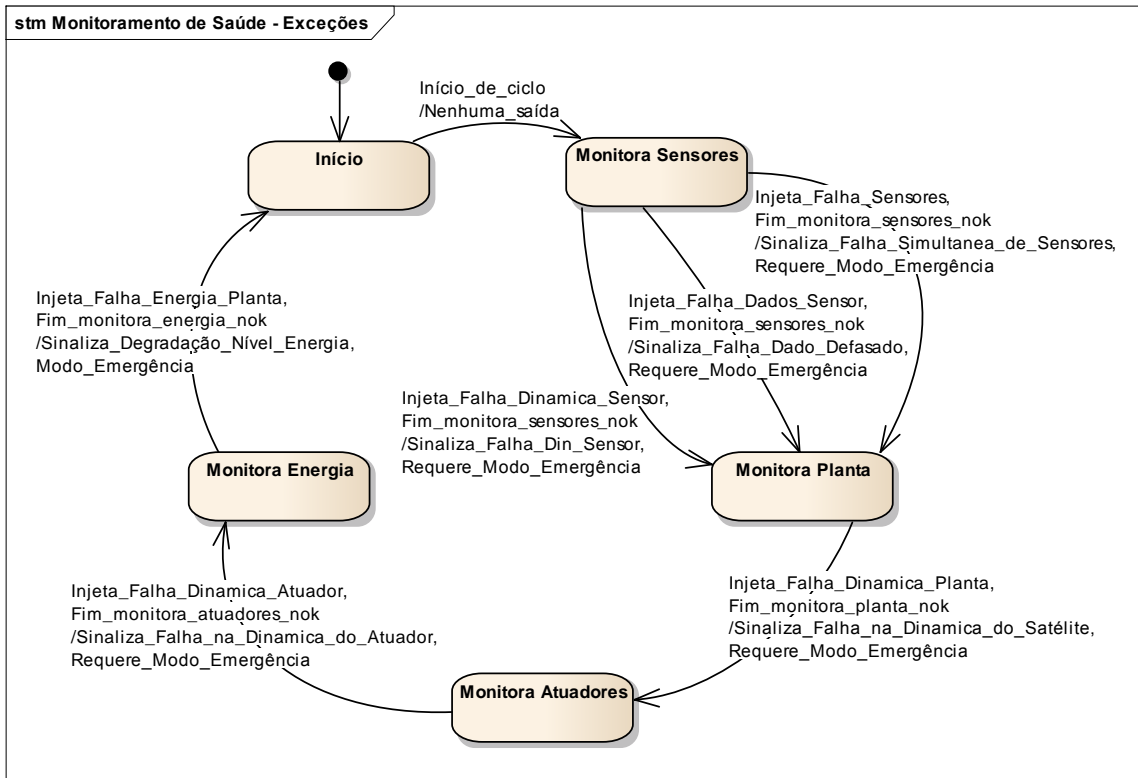 stm Monitoramento de Saúde - Exceções
Início_de_ciclo
/Nenhuma_saída
Início
Monitora Sensores
Injeta_Falha_Sensores,
Fim_monitora_sensores_nok
/Sinaliza_Falha_Simultanea_de_Sensores,
Requere_Modo_Emergência
Injeta_Falha_Energia_Planta,
Fim_monitora_energia_nok
/Sinaliza_Degradação_Nível_Energia,
Modo_Emergência
Injeta_Falha_Dados_Sensor,
Fim_monitora_sensores_nok
/Sinaliza_Falha_Dado_Defasado,
Requere_Modo_Emergência
Injeta_Falha_Dinamica_Sensor,
Fim_monitora_sensores_nok
/Sinaliza_Falha_Din_Sensor,
Requere_Modo_Emergência
Monitora Energia
Monitora Planta
Injeta_Falha_Dinamica_Atuador,
Fim_monitora_atuadores_nok
/Sinaliza_Falha_na_Dinamica_do_Atuador,
Requere_Modo_Emergência
Injeta_Falha_Dinamica_Planta,
Fim_monitora_planta_nok
/Sinaliza_Falha_na_Dinamica_do_Satélite,
Requere_Modo_Emergência
Monitora Atuadores